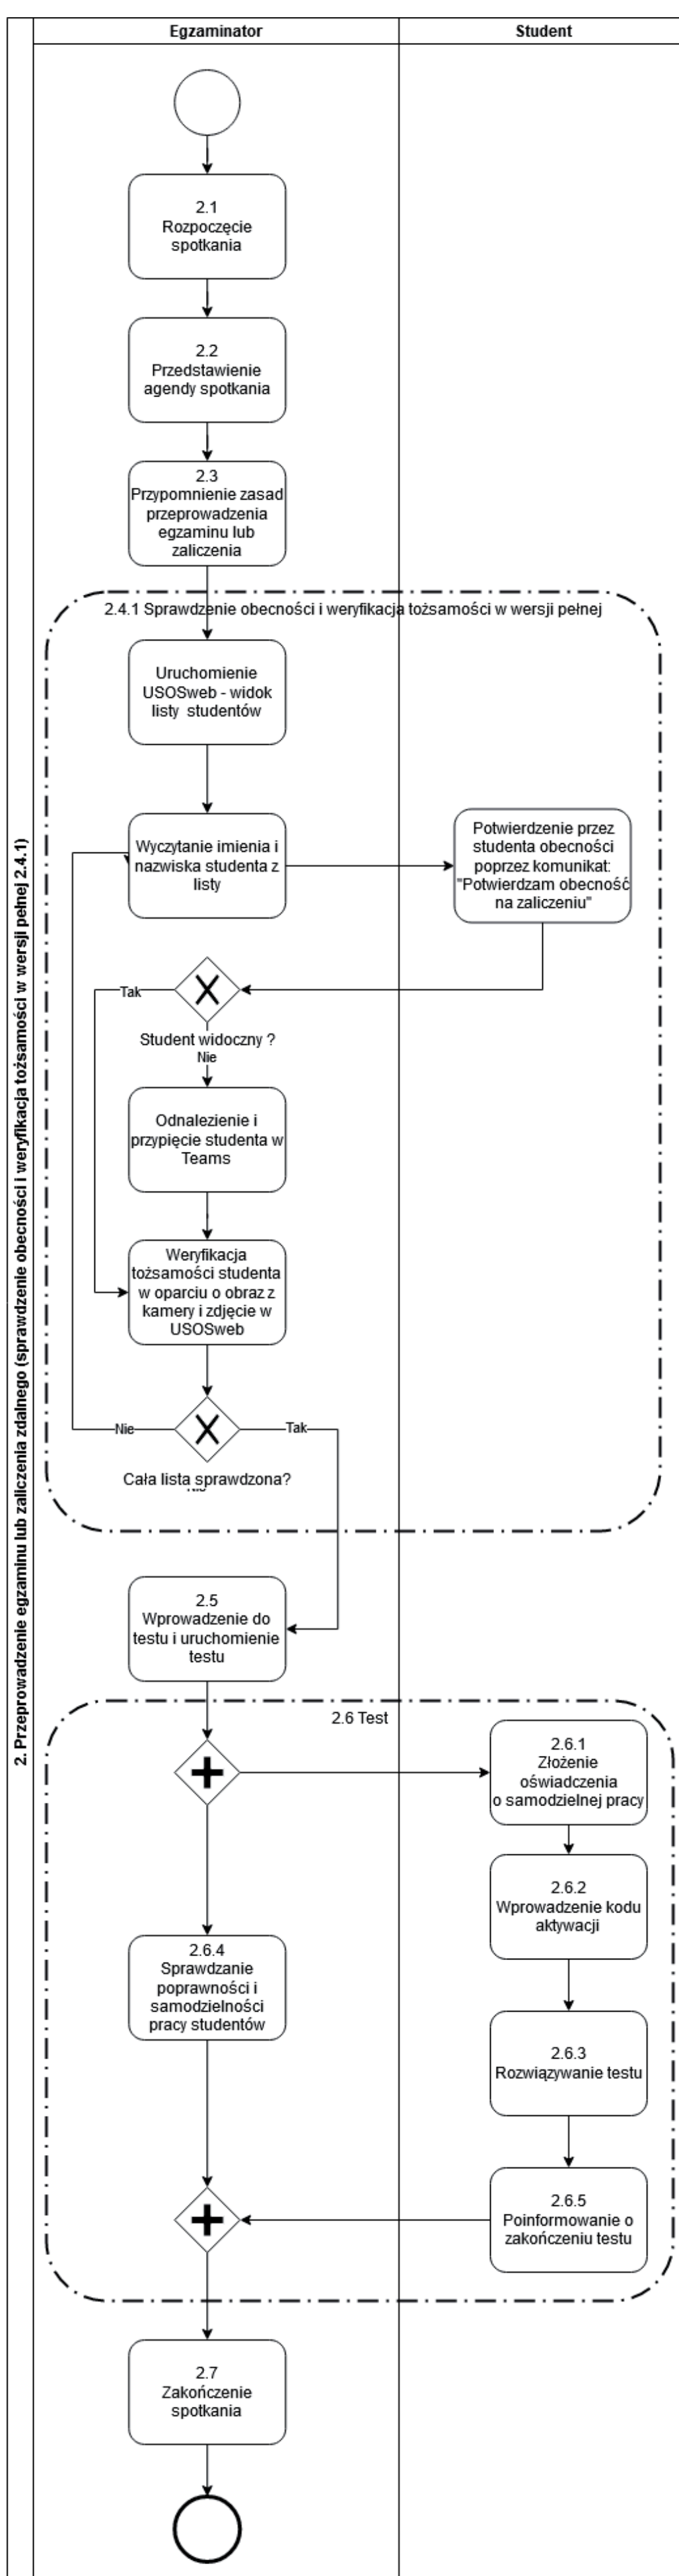 Egzaminator
Student
2. Przeprowadzenie egzaminu lub zaliczenia zdalnego (sprawdzenie obecności i weryfikacja tożsamości w wersji pełnej 2.4.1)
2.1
Rozpoczęcie
spotkania
2.2
Przedstawienie
agendy spotkania
2.3
Przypomnienie zasad
przeprowadzenia
egzaminu lub
zaliczenia
2.4.1 Sprawdzenie obecności i weryfikacja tożsamości w wersji pełnej
Uruchomienie
USOSweb - widok
listy studentów
Wyczytanie imienia i
nazwiska studenta z
listy
Potwierdzenie przez
studenta obecności
poprzez komunikat:
"Potwierdzam obecność
na zaliczeniu"
Tak
Student widoczny ?
Nie
Odnalezienie i
przypięcie studenta w
Teams
Weryfikacja
tożsamości studenta
w oparciu o obraz z
kamery i zdjęcie w
USOSweb
Nie
Tak
Cała lista sprawdzona?
2.5
Wprowadzenie do
testu i uruchomienie
testu
2.6 Test
2.6.1
Złożenie
oświadczenia
o samodzielnej pracy
2.6.2
Wprowadzenie kodu
aktywacji
2.6.4
Sprawdzanie
poprawności i
samodzielności
pracy studentów
2.6.3
Rozwiązywanie testu
2.6.5
Poinformowanie o
zakończeniu testu
2.7
Zakończenie
spotkania